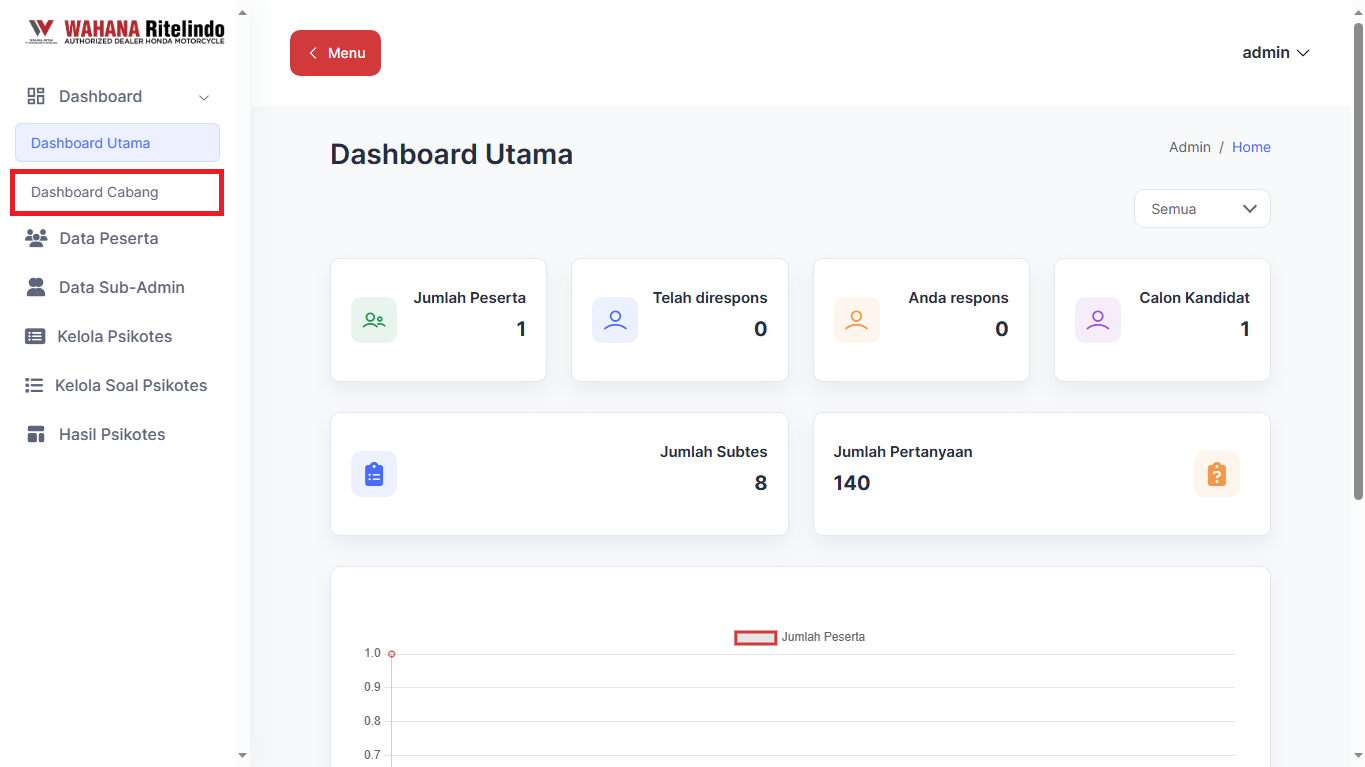 WAHANA Ritelindo
AUTHORIZED DEALER HONDA MOTORCYCLE
Dashboard
Dashboard Utama
Dashboard Cabang
Data Peserta
Data Sub-Admin
Kelola Psikotes
Kelola Soal Psikotes
Hasil Psikotes
Menu
admin
Dashboard Utama
Admin / Home
Semua
Jumlah Peserta
1
Telah direspons
0
Anda respons
0
Calon Kandidat
1
Jumlah Subtes
8
Jumlah Pertanyaan
140
Jumlah Peserta
1.0
0.9
0.8
0.7